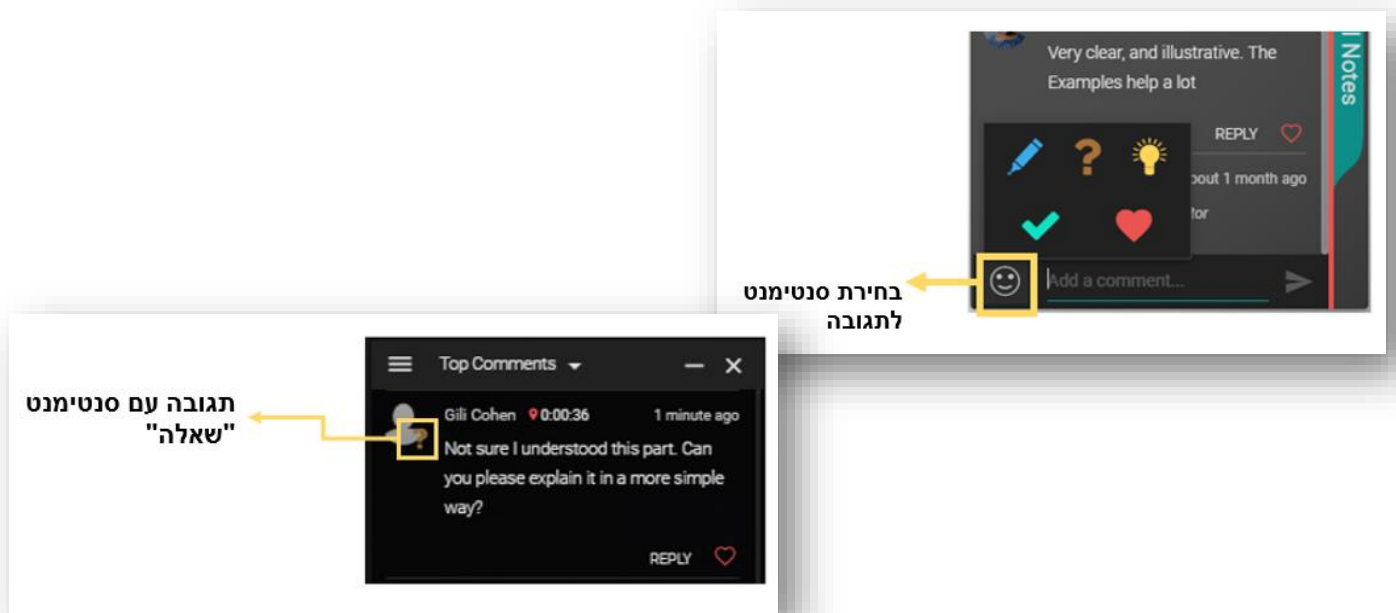 Very clear, and illustrative. The
Examples help a lot
REPLY
bout 1 month ago
tor
Add a comment...
l Notes
בחירת סנטימנט
לתגובה
Top Comments
Gili Cohen 0:00:36 1 minute ago
Not sure I understood this part. Can
you please explain it in a more simple
way?
REPLY
תגובה עם סנטימנט
"שאלה"